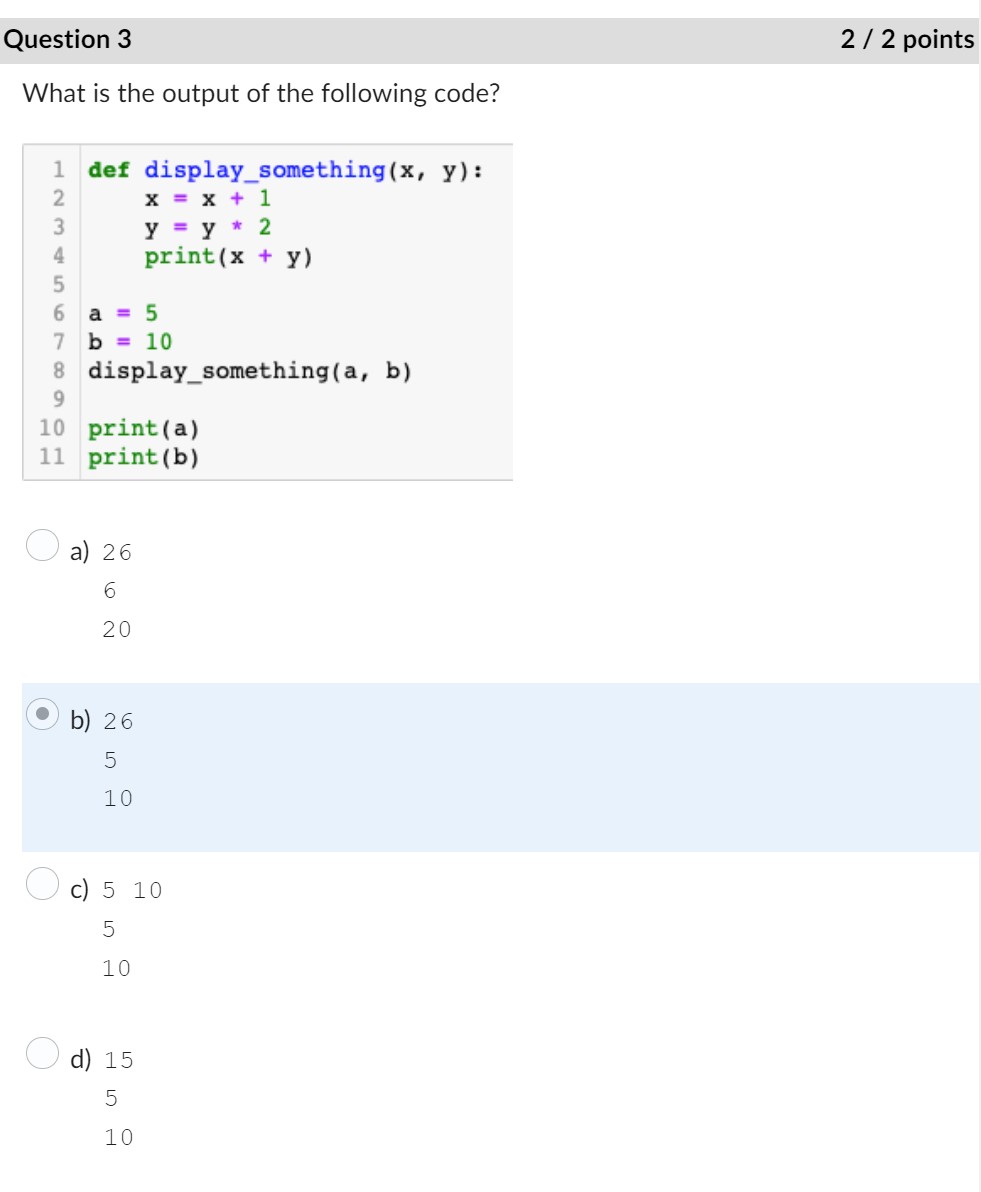 Question 3 2 / 2 points
What is the output of the following code?
1 def display_something(x, y):
2     x = x + 1
3     y = y * 2
4     print(x + y)
5
6 a = 5
7 b = 10
8 display_something(a, b)
9
10 print(a)
11 print(b)
a) 26
6
20
b) 26
5
10
c) 5 10
5
10
d) 15
5
10